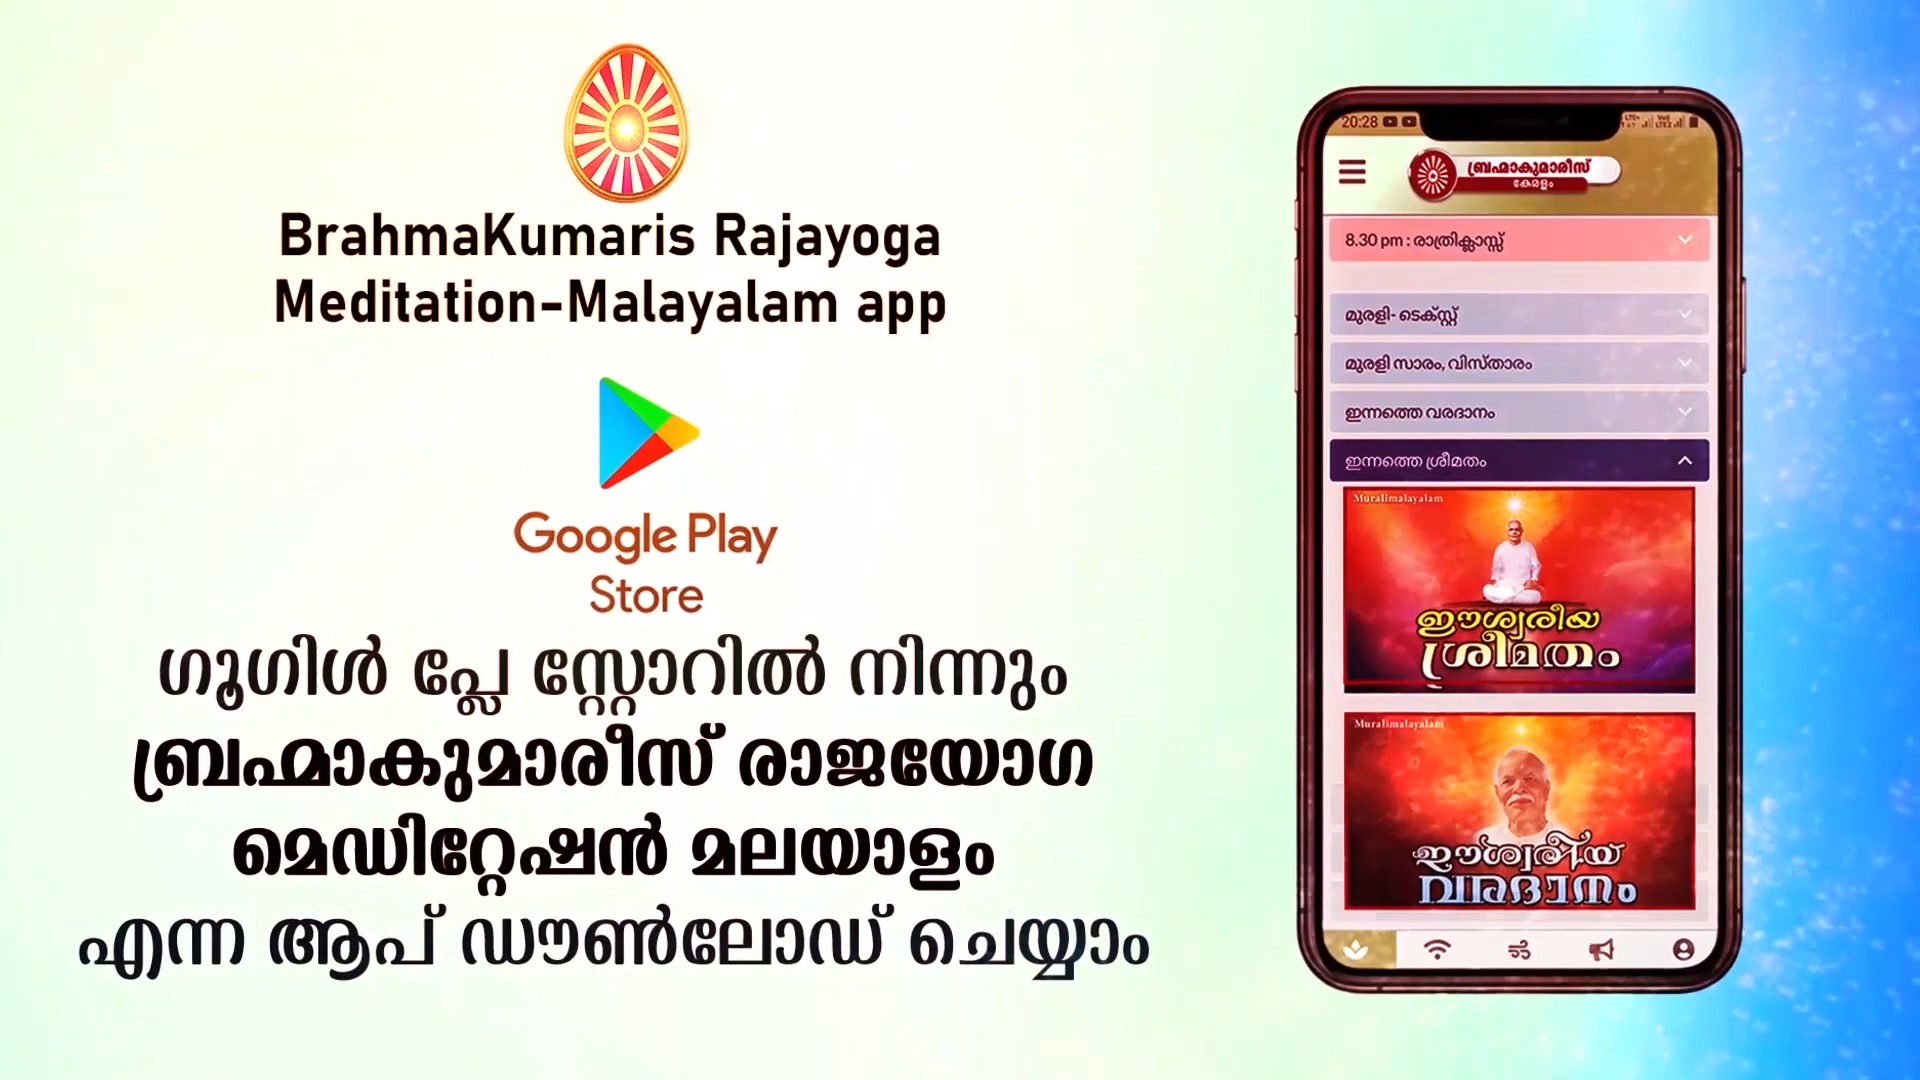 BrahmaKumaris Rajayoga
Meditation-Malayalam app
Google Play
Store
ഗൂഗിൾ പ്ലേ സ്റ്റോറിൽ നിന്നും
ബ്രഹ്മാകുമാരീസ് രാജയോഗ
മെഡിറ്റേഷൻ മലയാളം
എന്ന ആപ് ഡൗൺലോഡ് ചെയ്യാം
20:28
ബ്രഹ്മാകുമാരീസ്
കേരളം
8.30 pm : രാത്രിക്ലാസ്സ്
മുരളി- ടെക്സ്റ്റ്
മുരളി സാരം, വിസ്താരം
ഇന്നത്തെ വരദാനം
ഇന്നത്തെ ശ്രീമതം
Muralimalayalam
ഈശ്വരീയ
ശ്രീമതം
Muralimalayalam
ഈശ്വരീയ
വരദാനം